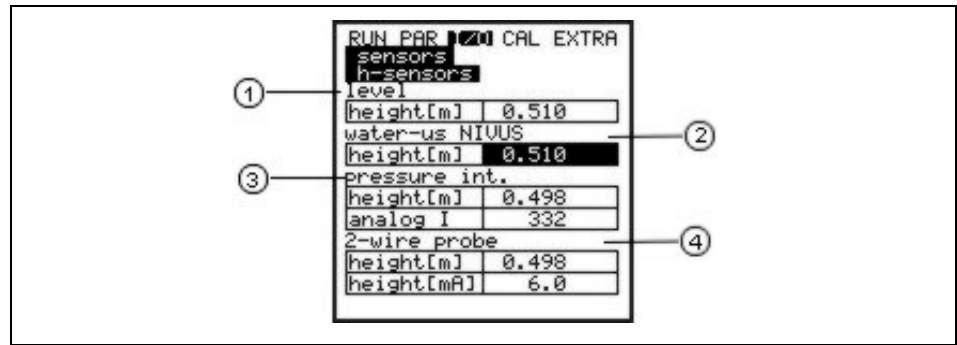 RUN PAR I/O CAL EXTRA
sensors
h-sensors
1
level
height[m] 0.510
water-us NIVUS
2
height[m] 0.510
3
pressure int.
height[m] 0.498
analog I 332
2-wire probe
4
height[m] 0.498
height[mA] 6.0